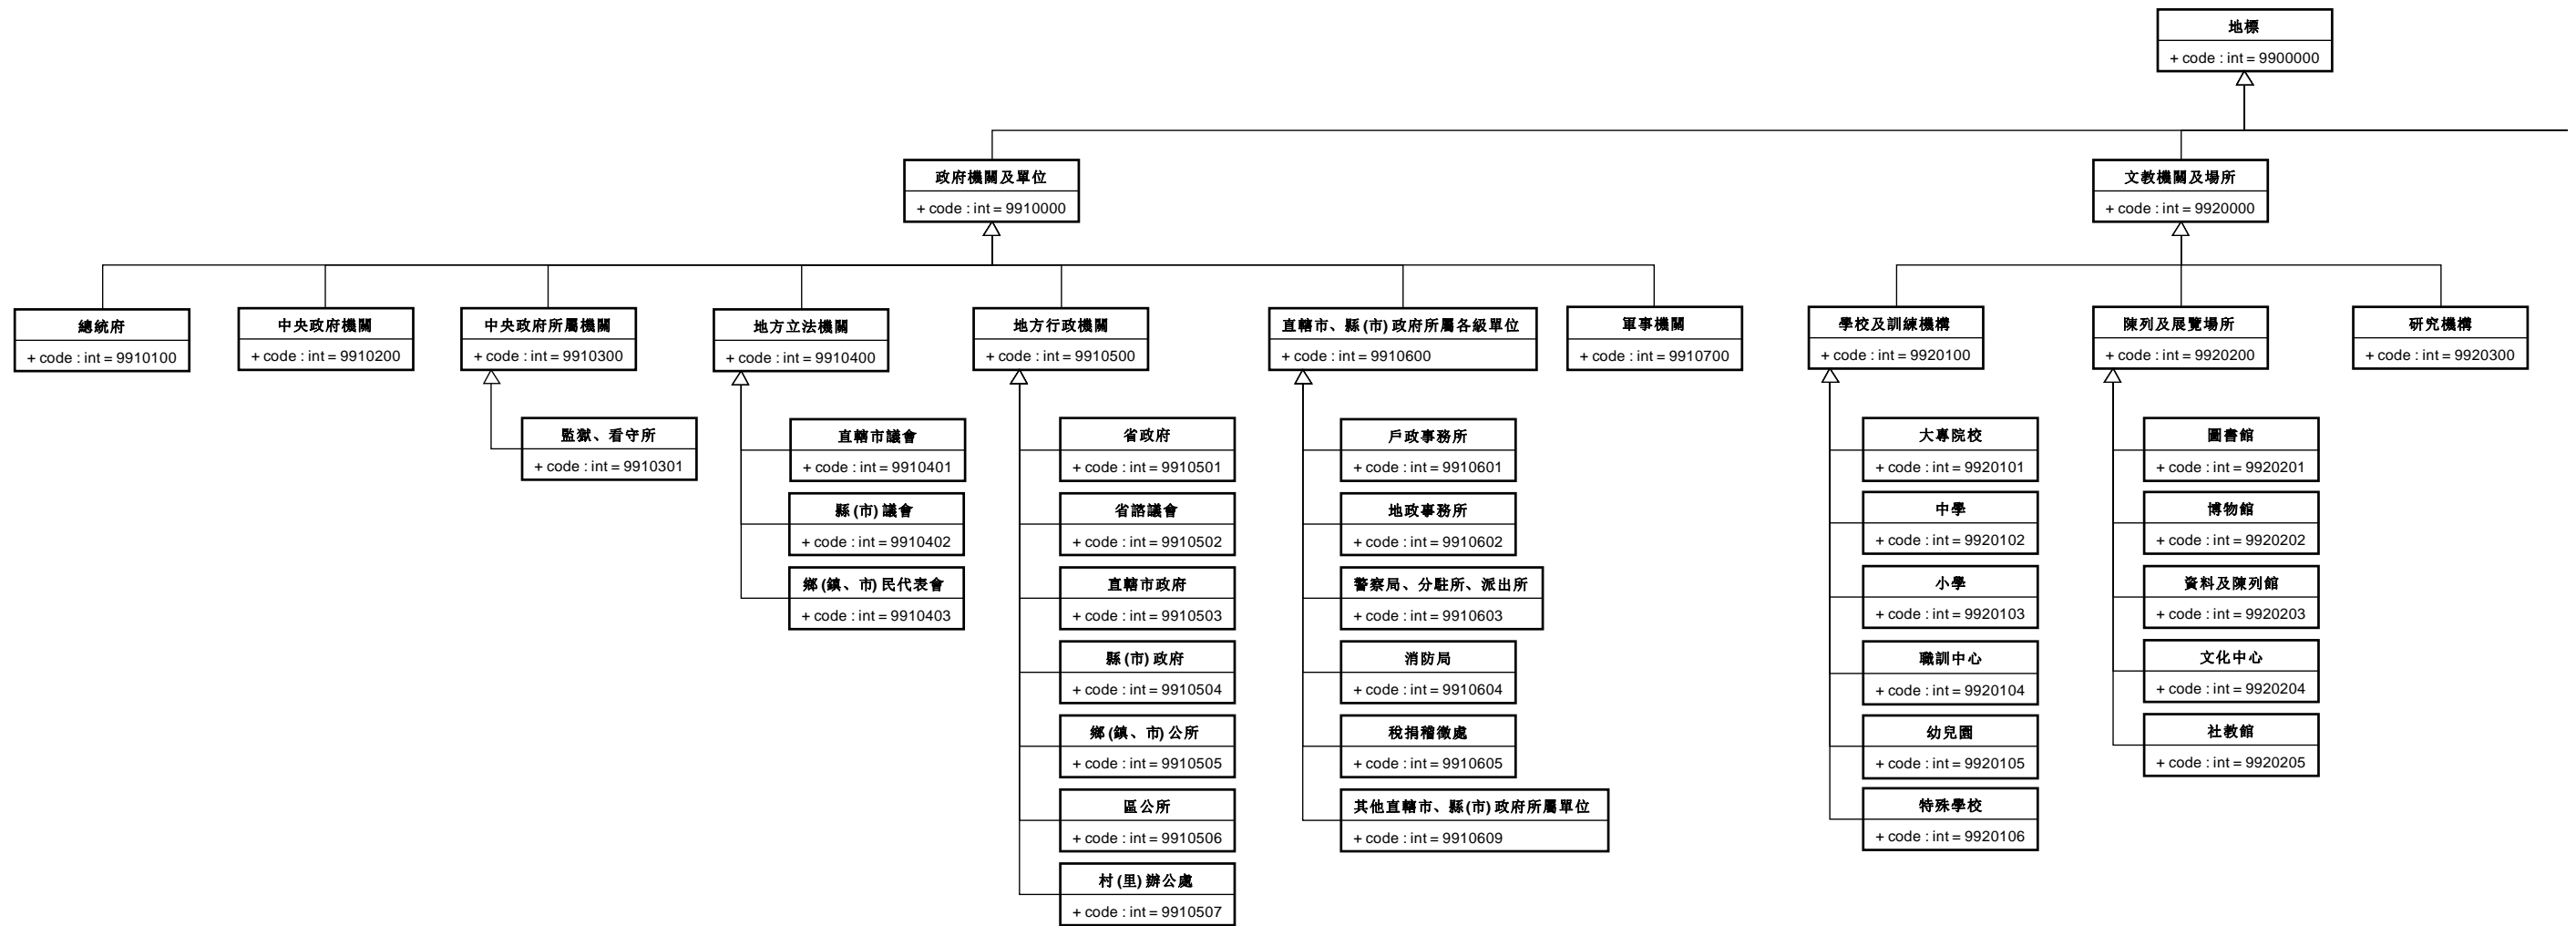 地標
+ code : int = 9900000
政府機關及單位
+ code : int = 9910000
文教機關及場所
+ code : int = 9920000
總統府
+ code : int = 9910100
中央政府機關
+ code : int = 9910200
中央政府所屬機關
+ code : int = 9910300
地方立法機關
+ code : int = 9910400
地方行政機關
+ code : int = 9910500
直轄市、縣(市)政府所屬各級單位
+ code : int = 9910600
軍事機關
+ code : int = 9910700
學校及訓練機構
+ code : int = 9920100
陳列及展覽場所
+ code : int = 9920200
研究機構
+ code : int = 9920300
監獄、看守所
+ code : int = 9910301
直轄市議會
+ code : int = 9910401
縣(市)議會
+ code : int = 9910402
鄉(鎮、市)民代表會
+ code : int = 9910403
省政府
+ code : int = 9910501
省諮議會
+ code : int = 9910502
直轄市政府
+ code : int = 9910503
縣(市)政府
+ code : int = 9910504
鄉(鎮、市)公所
+ code : int = 9910505
區公所
+ code : int = 9910506
村(里)辦公處
+ code : int = 9910507
戶政事務所
+ code : int = 9910601
地政事務所
+ code : int = 9910602
警察局、分駐所、派出所
+ code : int = 9910603
消防局
+ code : int = 9910604
稅捐稽徵處
+ code : int = 9910605
其他直轄市、縣(市)政府所屬單位
+ code : int = 9910609
大專院校
+ code : int = 9920101
中學
+ code : int = 9920102
小學
+ code : int = 9920103
職訓中心
+ code : int = 9920104
幼兒園
+ code : int = 9920105
特殊學校
+ code : int = 9920106
圖書館
+ code : int = 9920201
博物館
+ code : int = 9920202
資料及陳列館
+ code : int = 9920203
文化中心
+ code : int = 9920204
社教館
+ code : int = 9920205